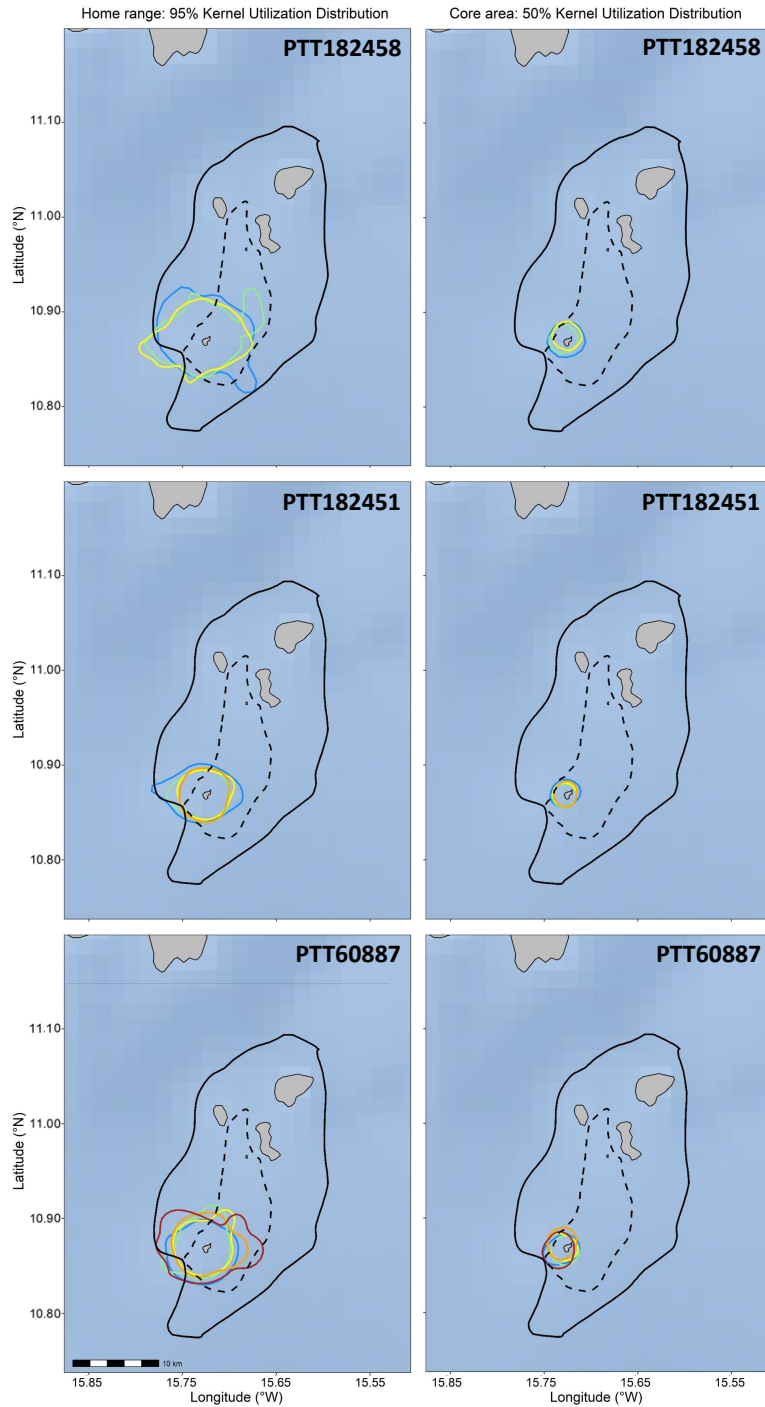 Home range: 95% Kernel Utilization Distribution
Core area: 50% Kernel Utilization Distribution
PTT182458
PTT182458
11.10
11.00
10.90
10.80
Latitude (°N)
PTT182451
PTT182451
11.10
11.00
10.90
10.80
Latitude (°N)
PTT60887
PTT60887
11.10
11.00
10.90
10.80
Latitude (°N)
10 km
15.85
15.75
15.65
15.55
15.85
15.75
15.65
15.55
Longitude (°W)
Longitude (°W)